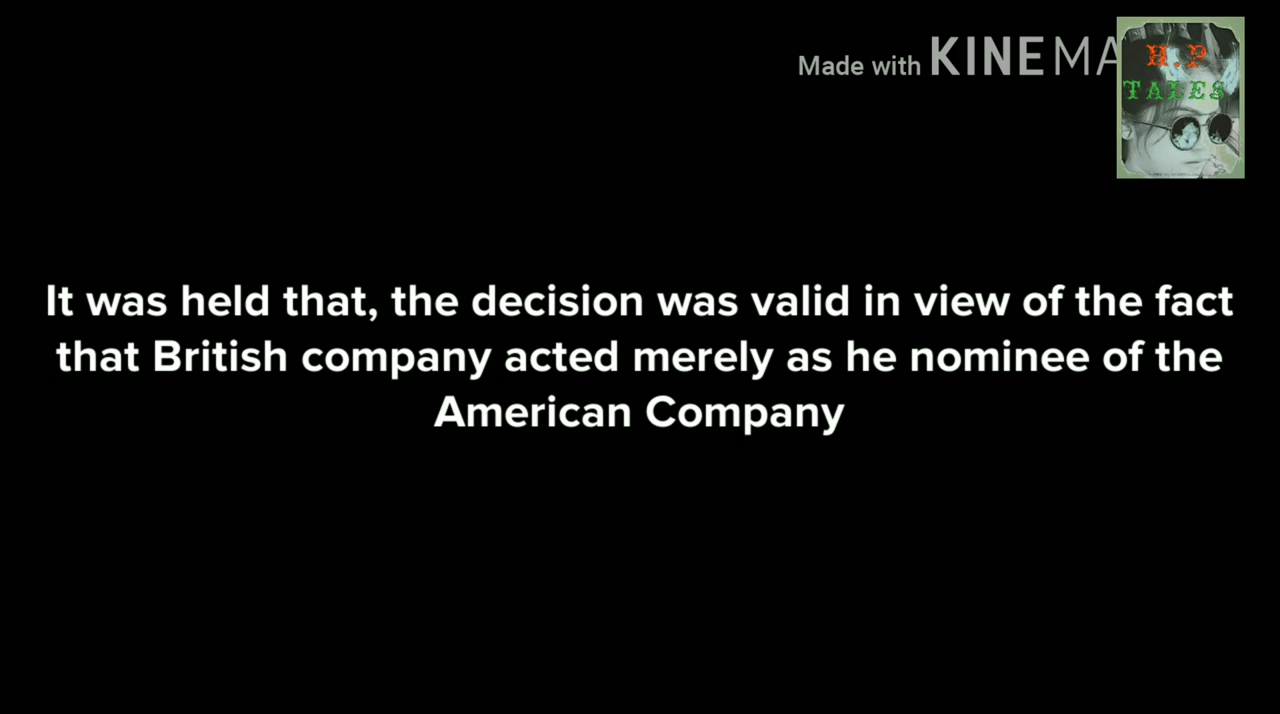 Made with KINEMA
H.P
TALES
It was held that, the decision was valid in view of the fact
that British company acted merely as he nominee of the
American Company